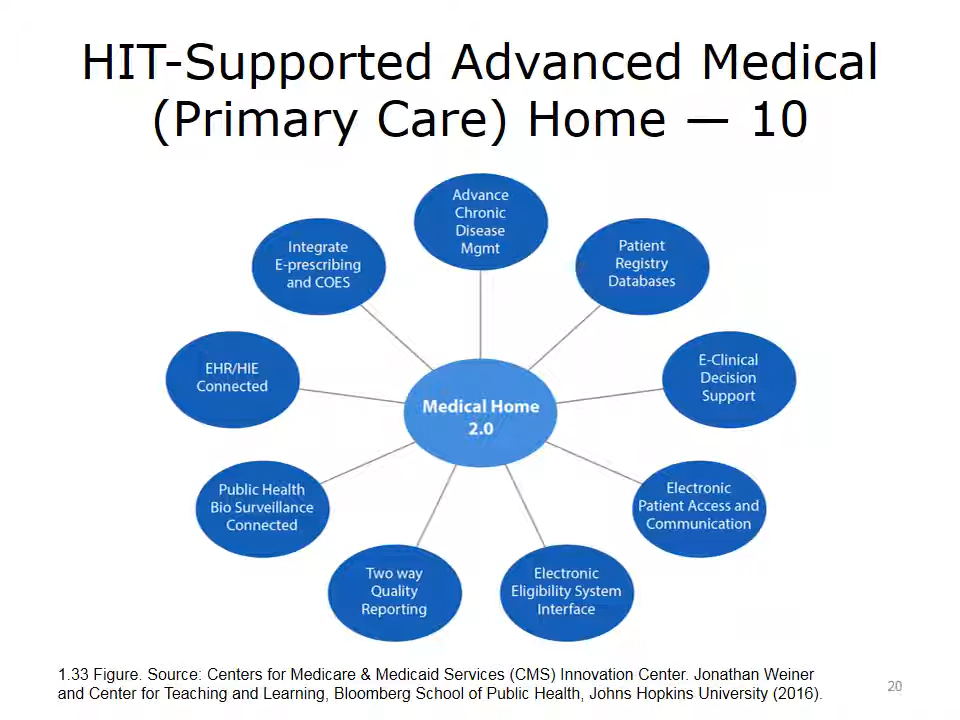 HIT-Supported Advanced Medical
(Primary Care) Home — 10
Advance
Chronic
Disease
Mgmt
Patient
Registry
Databases
E-Clinical
Decision
Support
Electronic
Patient Access and
Communication
Electronic
Eligibility System
Interface
Two way
Quality
Reporting
Public Health
Bio Surveillance
Connected
EHR/HIE
Connected
Integrate
E-prescribing
and COES
Medical Home
2.0
1.33 Figure. Source: Centers for Medicare & Medicaid Services (CMS) Innovation Center. Jonathan Weiner
and Center for Teaching and Learning, Bloomberg School of Public Health, Johns Hopkins University (2016).
20